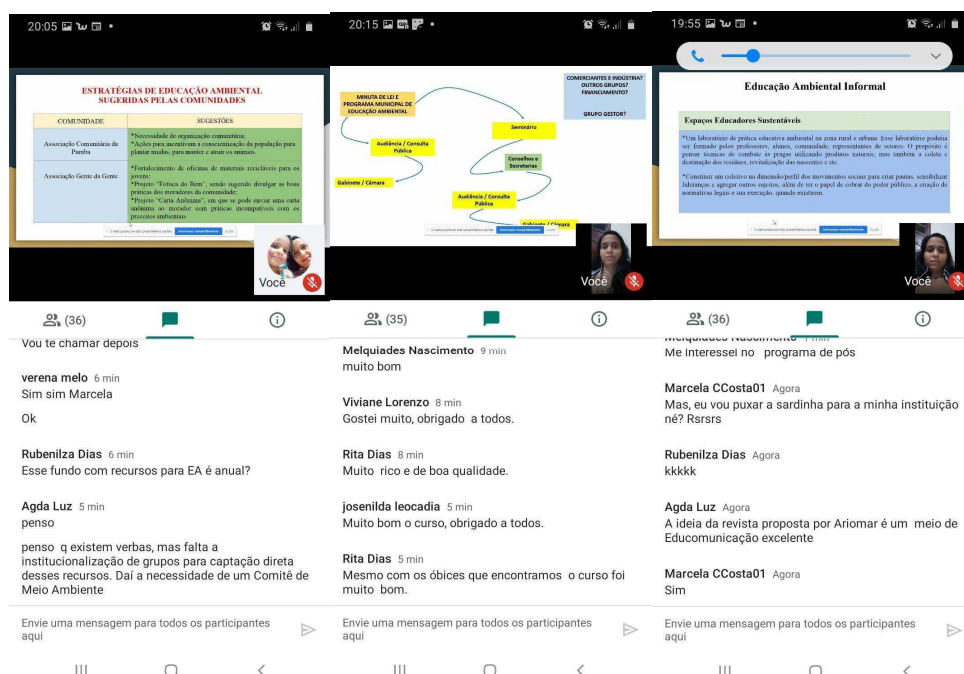 20:05
ESTRATÉGIAS DE EDUCAÇÃO AMBIENTAL
SUGERIDAS PELAS COMUNIDADES
COMUNIDADE
SUGESTÕES
Associação Comunitária da
Pumba
*Necessidade de organização comunitária;
*Ações para incentivam a conscientização da população para
plantar mudas, para manter e atrair os animais.
Associação Gente da Gente
*Fortalecimento de oficinas de materiais recicláveis para os
jovens;
*Projeto "Fofoca do Bem", sendo sugerido divulgar as boas
práticas dos moradores da comunidade;
*Projeto "Carta Anônima", em que se pode enviar uma carta
anônima ao morador com práticas incompatíveis com os
preceitos ambientais
Você
(36)
Vou te chamar depois
verena melo 6 min
Sim sim Marcela
Ok
Rubenilza Dias 6 min
Esse fundo com recursos para EA é anual?
Agda Luz 5 min
penso
penso q existem verbas, mas falta a
institucionalização de grupos para captação direta
desses recursos. Daí a necessidade de um Comitê de
Meio Ambiente
Envie uma mensagem para todos os participantes
aqui
20:15
MINUTA DE LEI E
PROGRAMA MUNICIPAL DE
EDUCAÇÃO AMBIENTAL
COMERCIANTES E INDÚSTRIA?
OUTROS GRUPOS?
FINANCIAMENTO?
GRUPO GESTOR?
Audiência / Consulta
Pública
Gabinete / Câmara
Seminário
Conselhos e
Secretarias
Audiência / Consulta
Pública
Gabinete / Câmara
Você
(35)
Melquiades Nascimento 9 min
muito bom
Viviane Lorenzo 8 min
Gostei muito, obrigado a todos.
Rita Dias 8 min
Muito rico e de boa qualidade.
josenilda leocadia 5 min
Muito bom o curso, obrigado a todos.
Rita Dias 5 min
Mesmo com os óbices que encontramos o curso foi
muito bom.
Envie uma mensagem para todos os participantes
aqui
19:55
Educação Ambiental Informal
Espaços Educadores Sustentáveis
*Um laboratório de prática educativa ambiental na zona rural e urbana. Esse laboratório poderia
ser formado pelos professores, alunos, comunidade, representantes de setores. O propósito é
pensar técnicas de combate às pragas utilizando produtos naturais, mas também a coleta e
destinação dos resíduos, revitalização das nascentes e etc.
*Constituir um coletivo na dimensão/perfil dos movimentos sociais para criar pautas, sensibilizar
lideranças e agregar outros sujeitos, além de ter o papel de cobrar do poder público, a criação de
normativas legais e sua execução, quando existirem.
Você
(36)
Melquiades Nascimento 1 min
Me Interessei no programa de pós
Marcela CCosta01 Agora
Mas, eu vou puxar a sardinha para a minha instituição
né? Rsrsrs
Rubenilza Dias Agora
kkkkk
Agda Luz Agora
A ideia da revista proposta por Ariomar é um meio de
Educomunicação excelente
Marcela CCosta01 Agora
Sim
Envie uma mensagem para todos os participantes
aqui